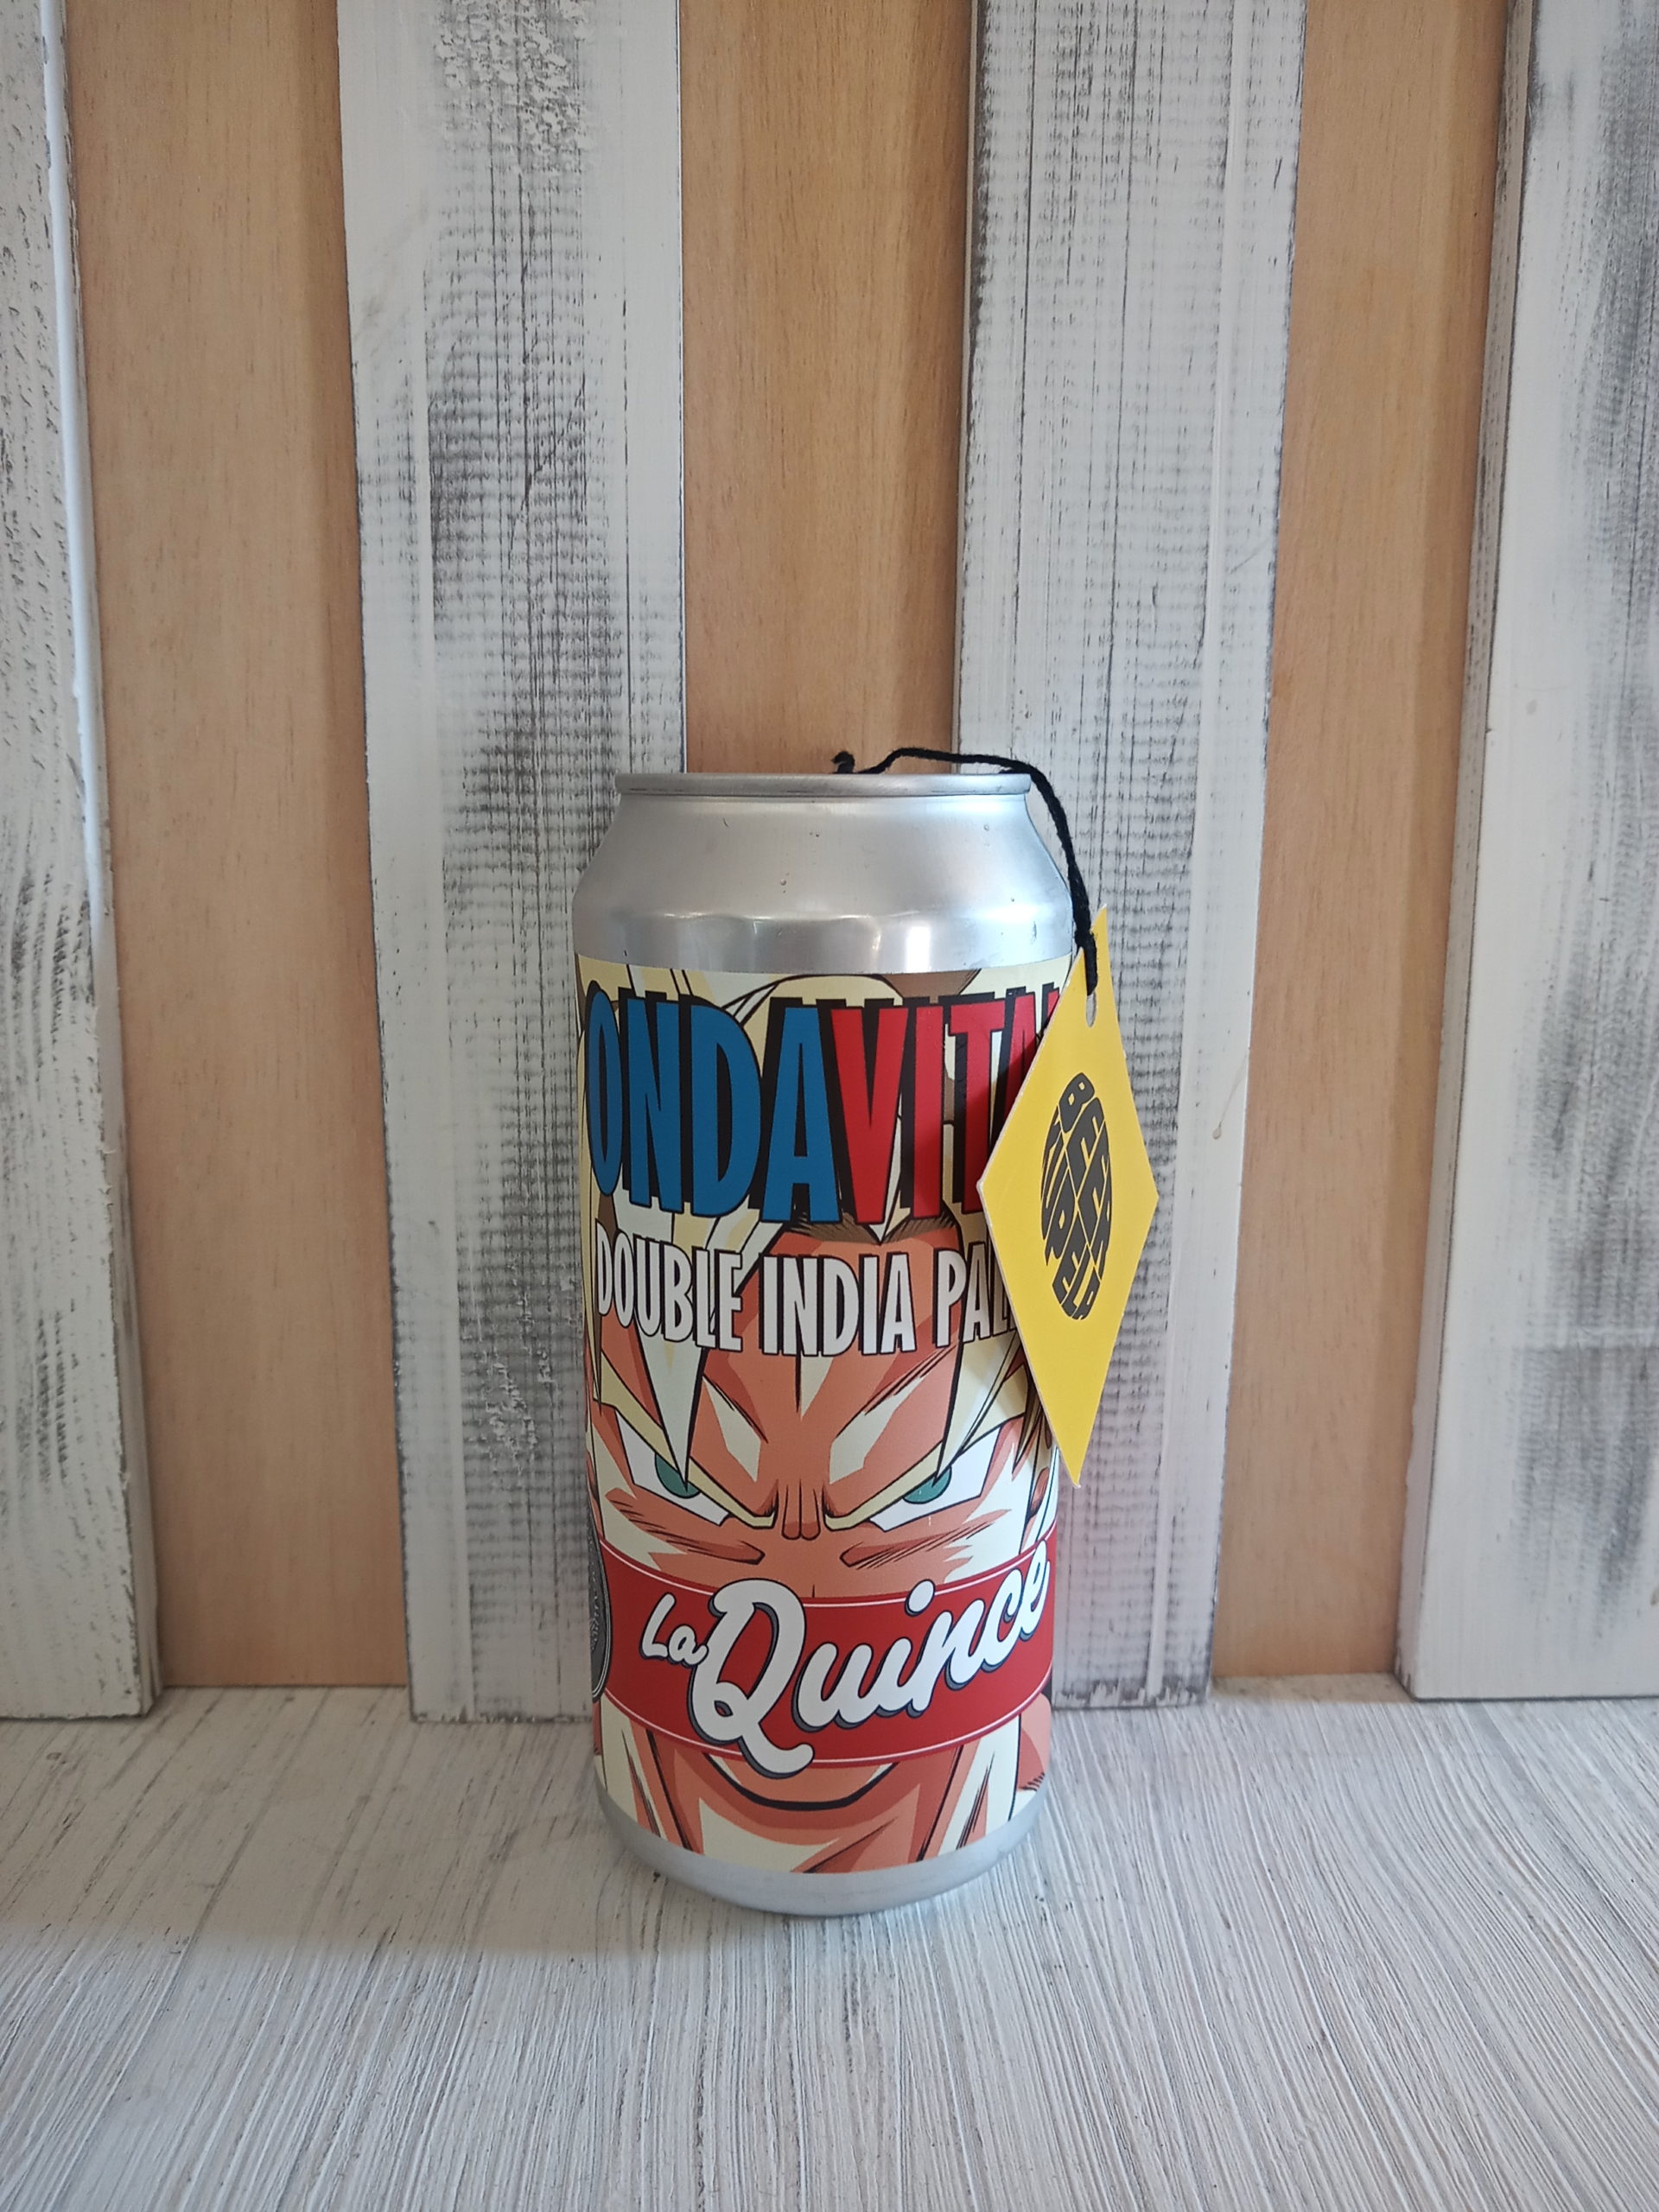 ONDAVITA
DOUBLE INDIA PAL
La Quince
BEER